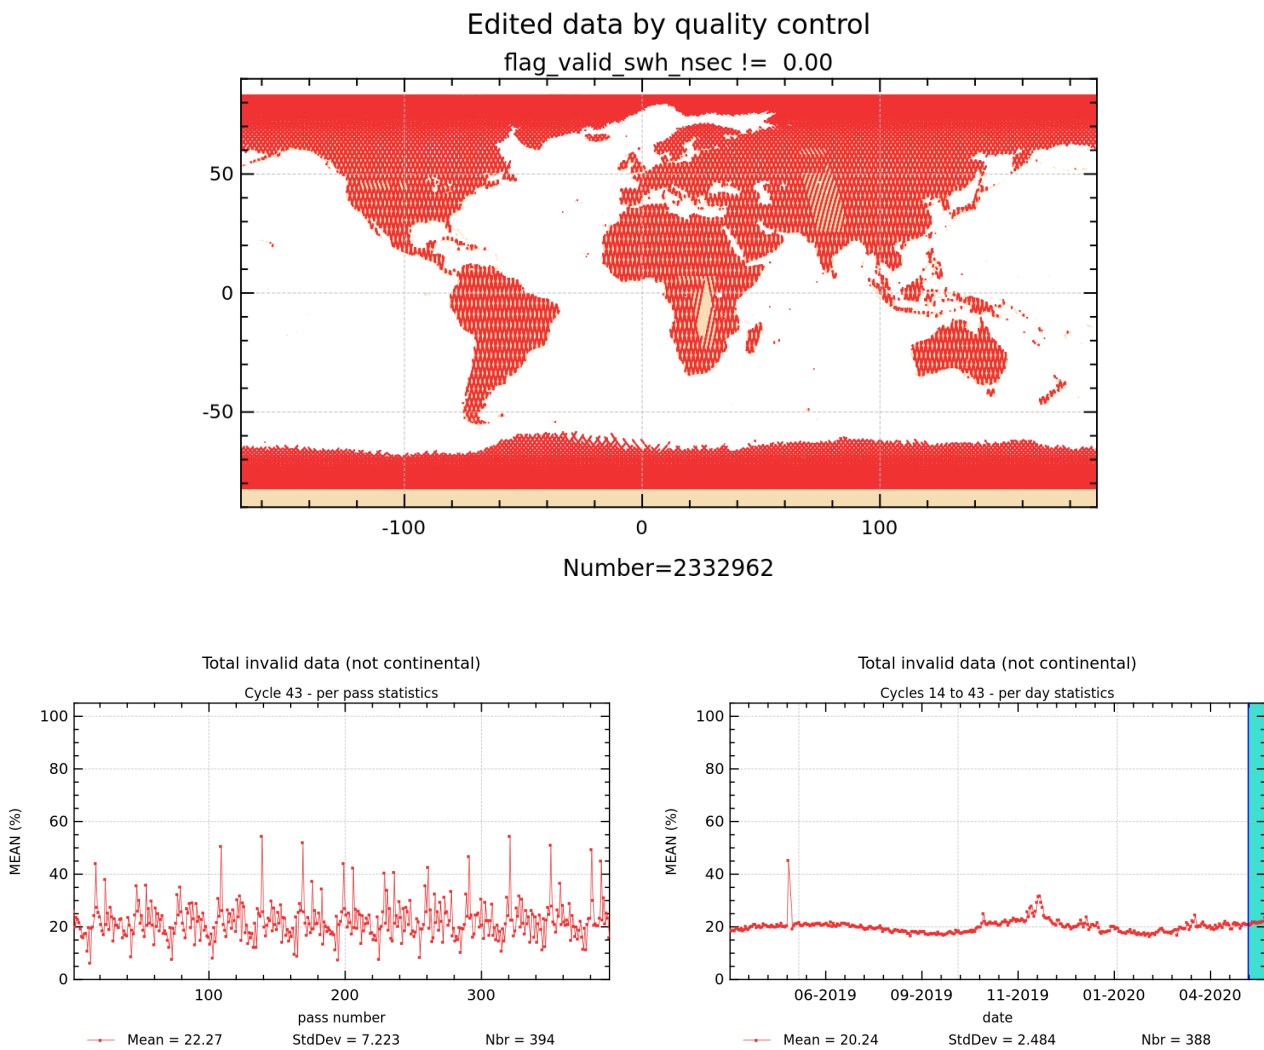 Edited data by quality control
flag_valid_swh_nsec !=  0.00
50
0
-50
-100 0 100
Number=2332962
Total invalid data (not continental)
Cycle 43 - per pass statistics
MEAN (%)
100
80
60
40
20
0
100 200 300
pass number
Mean = 22.27 StdDev = 7.223 Nbr = 394
Total invalid data (not continental)
Cycles 14 to 43 - per day statistics
MEAN (%)
100
80
60
40
20
0
06-2019 09-2019 11-2019 01-2020 04-2020
date
Mean = 20.24 StdDev = 2.484 Nbr = 388